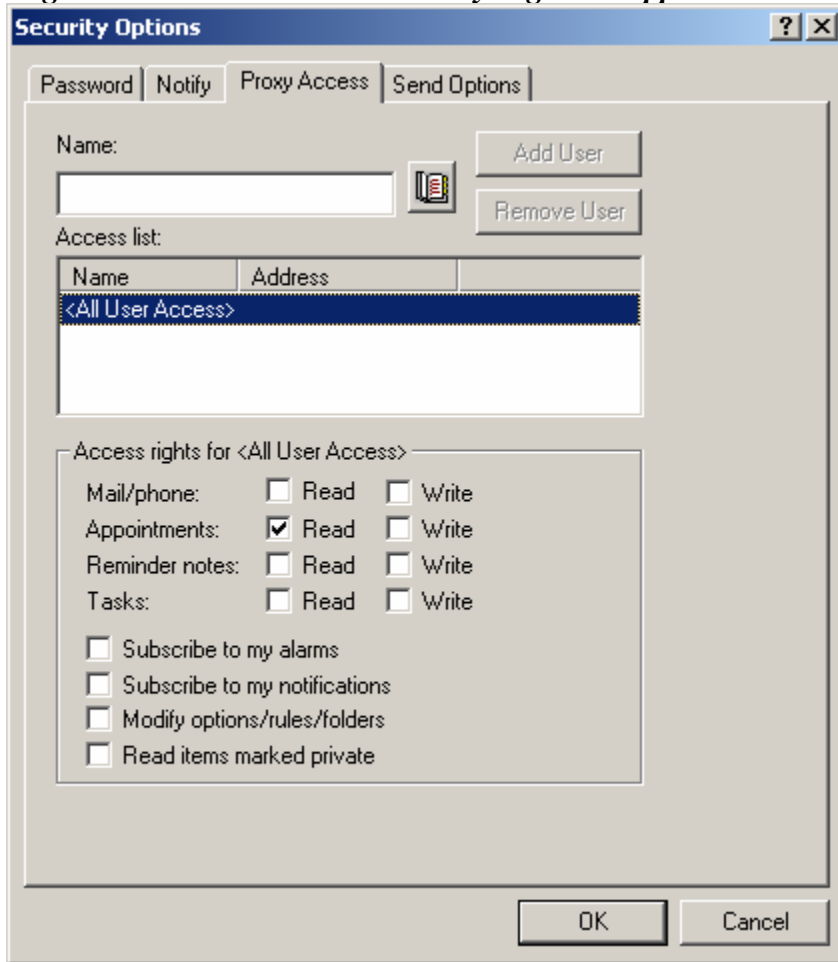 Security Options
Password Notify Proxy Access Send Options
Name:
Add User
Remove User
Access list:
Name Address
<All User Access>
Access rights for <All User Access>
Mail/phone: Read Write
Appointments: Read Write
Reminder notes: Read Write
Tasks: Read Write
Subscribe to my alarms
Subscribe to my notifications
Modify options/rules/folders
Read items marked private
OK Cancel